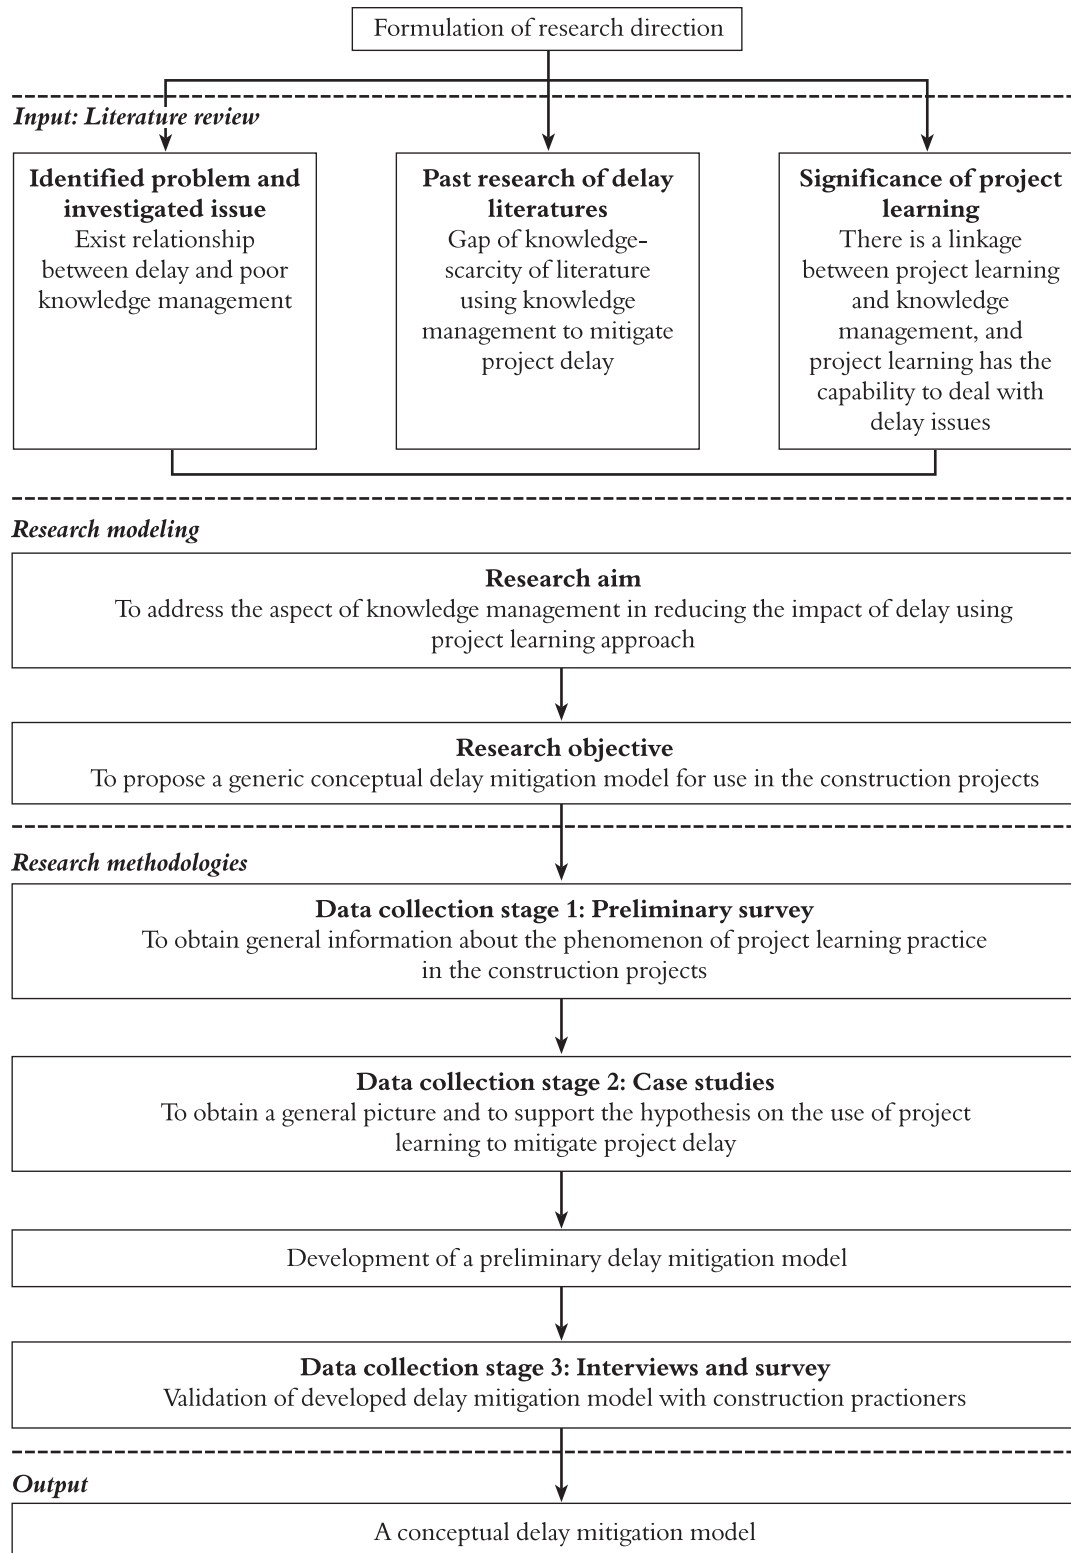 Formulation of research direction
Input: Literature review
Identified problem and
investigated issue
Exist relationship
between delay and poor
knowledge management
Past research of delay
literatures
Gap of knowledge-
scarcity of literature
using knowledge
management to mitigate
project delay
Significance of project
learning
There is a linkage
between project learning
and knowledge
management, and
project learning has the
capability to deal with
delay issues
Research modeling
Research aim
To address the aspect of knowledge management in reducing the impact of delay using
project learning approach
Research objective
To propose a generic conceptual delay mitigation model for use in the construction projects
Research methodologies
Data collection stage 1: Preliminary survey
To obtain general information about the phenomenon of project learning practice
in the construction projects
Data collection stage 2: Case studies
To obtain a general picture and to support the hypothesis on the use of project
learning to mitigate project delay
Development of a preliminary delay mitigation model
Data collection stage 3: Interviews and survey
Validation of developed delay mitigation model with construction practioners
Output
A conceptual delay mitigation model